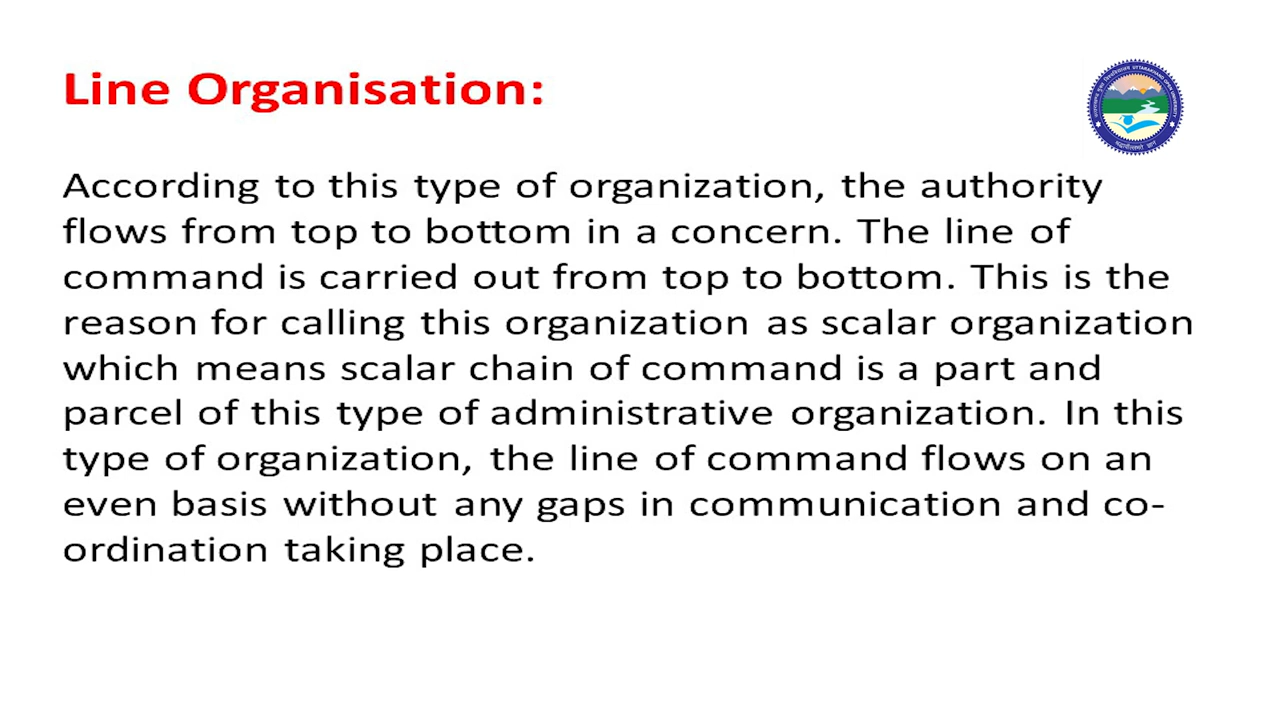 Line Organisation:
According to this type of organization, the authority
flows from top to bottom in a concern. The line of
command is carried out from top to bottom. This is the
reason for calling this organization as scalar organization
which means scalar chain of command is a part and
parcel of this type of administrative organization. In this
type of organization, the line of command flows on an
even basis without any gaps in communication and co-
ordination taking place.